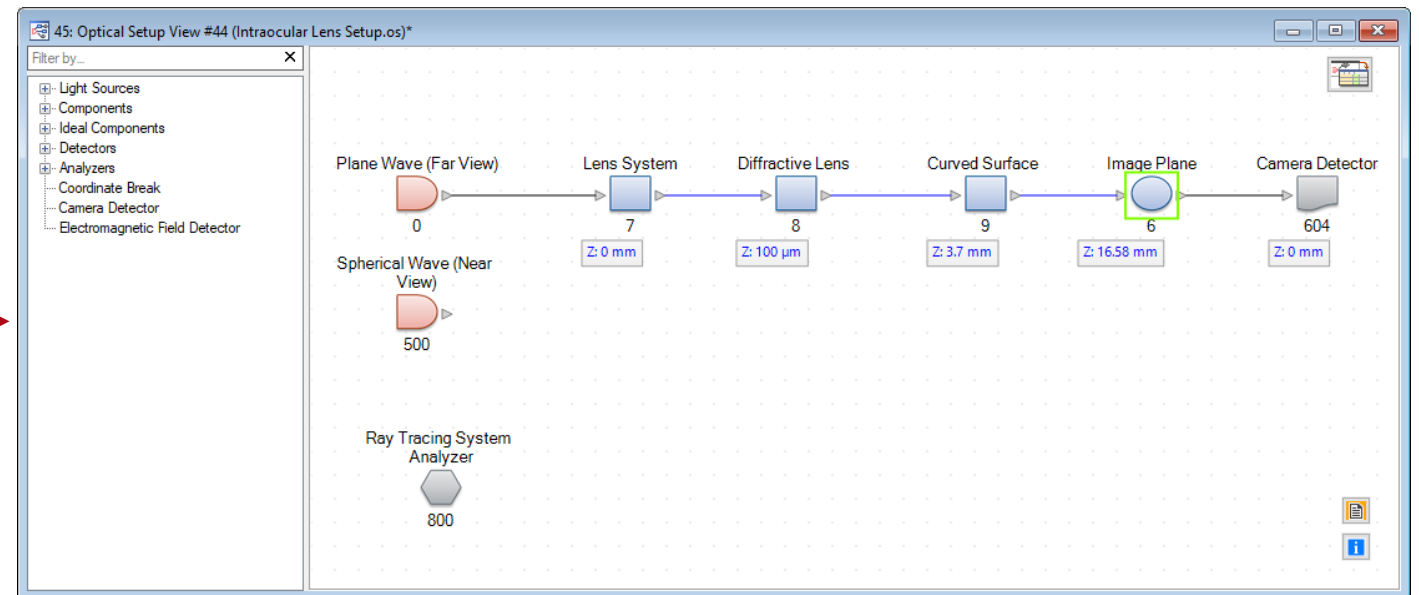 45: Optical Setup View #44 (Intraocular Lens Setup.os)*
Filter by...
Light Sources
Components
Ideal Components
Detectors
Analyzers
Coordinate Break
Camera Detector
Electromagnetic Field Detector
Plane Wave (Far View)
0
Lens System
7
Z: 0 mm
Diffractive Lens
8
Z: 100 µm
Curved Surface
9
Z: 3.7 mm
Image Plane
6
Z: 16.58 mm
Camera Detector
604
Z: 0 mm
Spherical Wave (Near
View)
500
Ray Tracing System
Analyzer
800